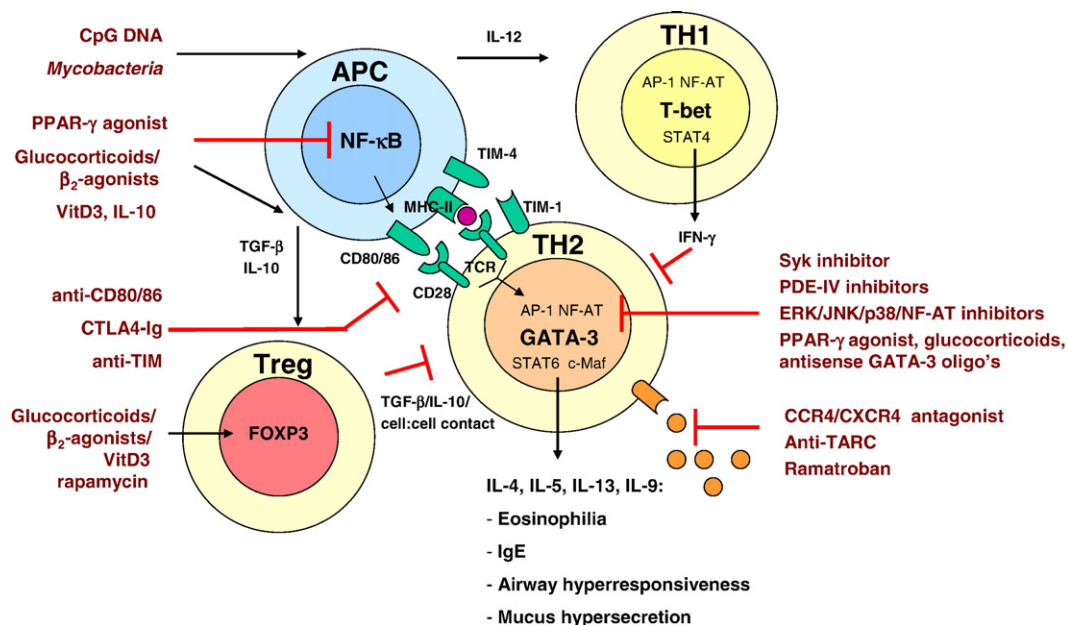 CpG DNA
Mycobacteria
PPAR-γ agonist
Glucocorticoids/
β₂-agonists
VitD3, IL-10
APC
NF-κB
IL-12
TH1
AP-1 NF-AT
T-bet
STAT4
IFN-γ
TIM-4
MHC-II
TIM-1
CD80/86
CD28
TCR
TH2
AP-1 NF-AT
GATA-3
STAT6 c-Maf
TGF-β
IL-10
anti-CD80/86
CTLA4-Ig
anti-TIM
Treg
FOXP3
Glucocorticoids/
β₂-agonists/
VitD3
rapamycin
TGF-β/IL-10/
cell:cell contact
Syk inhibitor
PDE-IV inhibitors
ERK/JNK/p38/NF-AT inhibitors
PPAR-γ agonist, glucocorticoids,
antisense GATA-3 oligo's
CCR4/CXCR4 antagonist
Anti-TARC
Ramatroban
IL-4, IL-5, IL-13, IL-9:
- Eosinophilia
- IgE
- Airway hyperresponsiveness
- Mucus hypersecretion